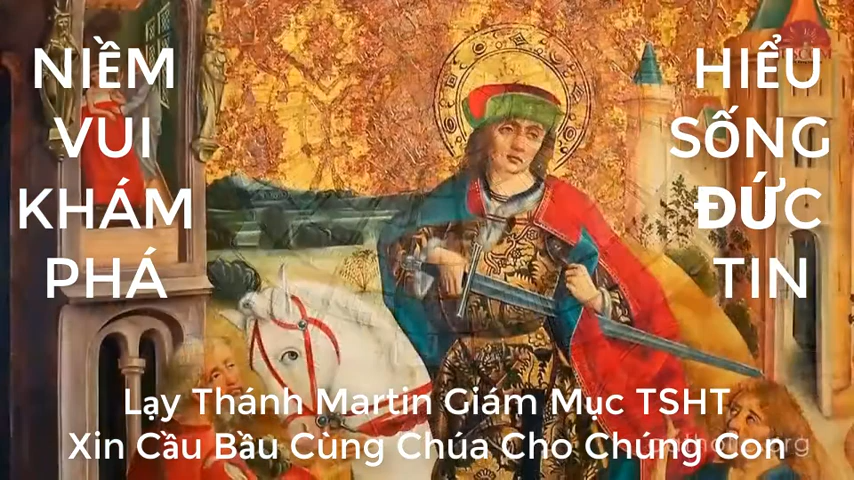 NIỀM
VUI
KHÁM
PHÁ
HIỂU
SỐNG
ĐỨC
TIN
Lạy Thánh Martin Giám Mục TSHT
Xin Cầu Bầu Cùng Chúa Cho Chúng Con